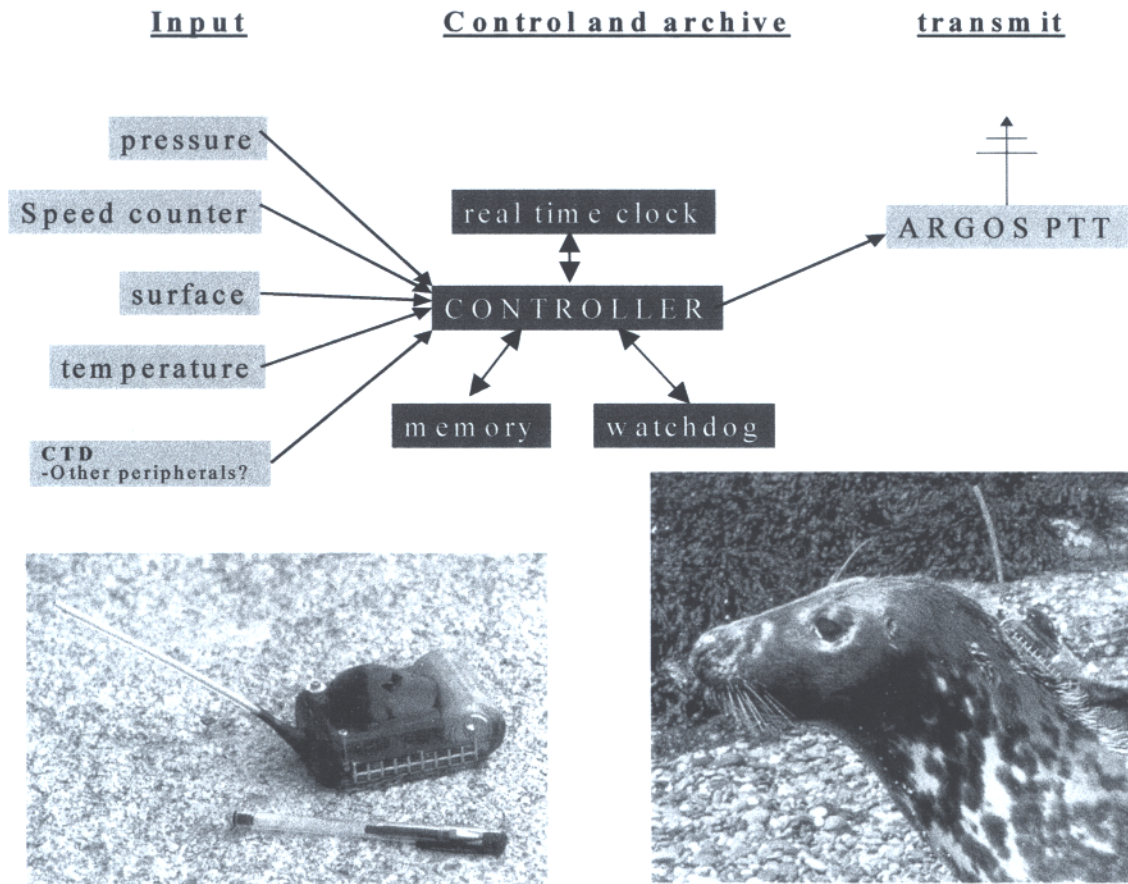 Input
Control and archive
transmit
pressure
Speed counter
surface
temperature
CTD
-Other peripherals?
real time clock
CONTROLLER
memory
watchdog
ARGOS PTT